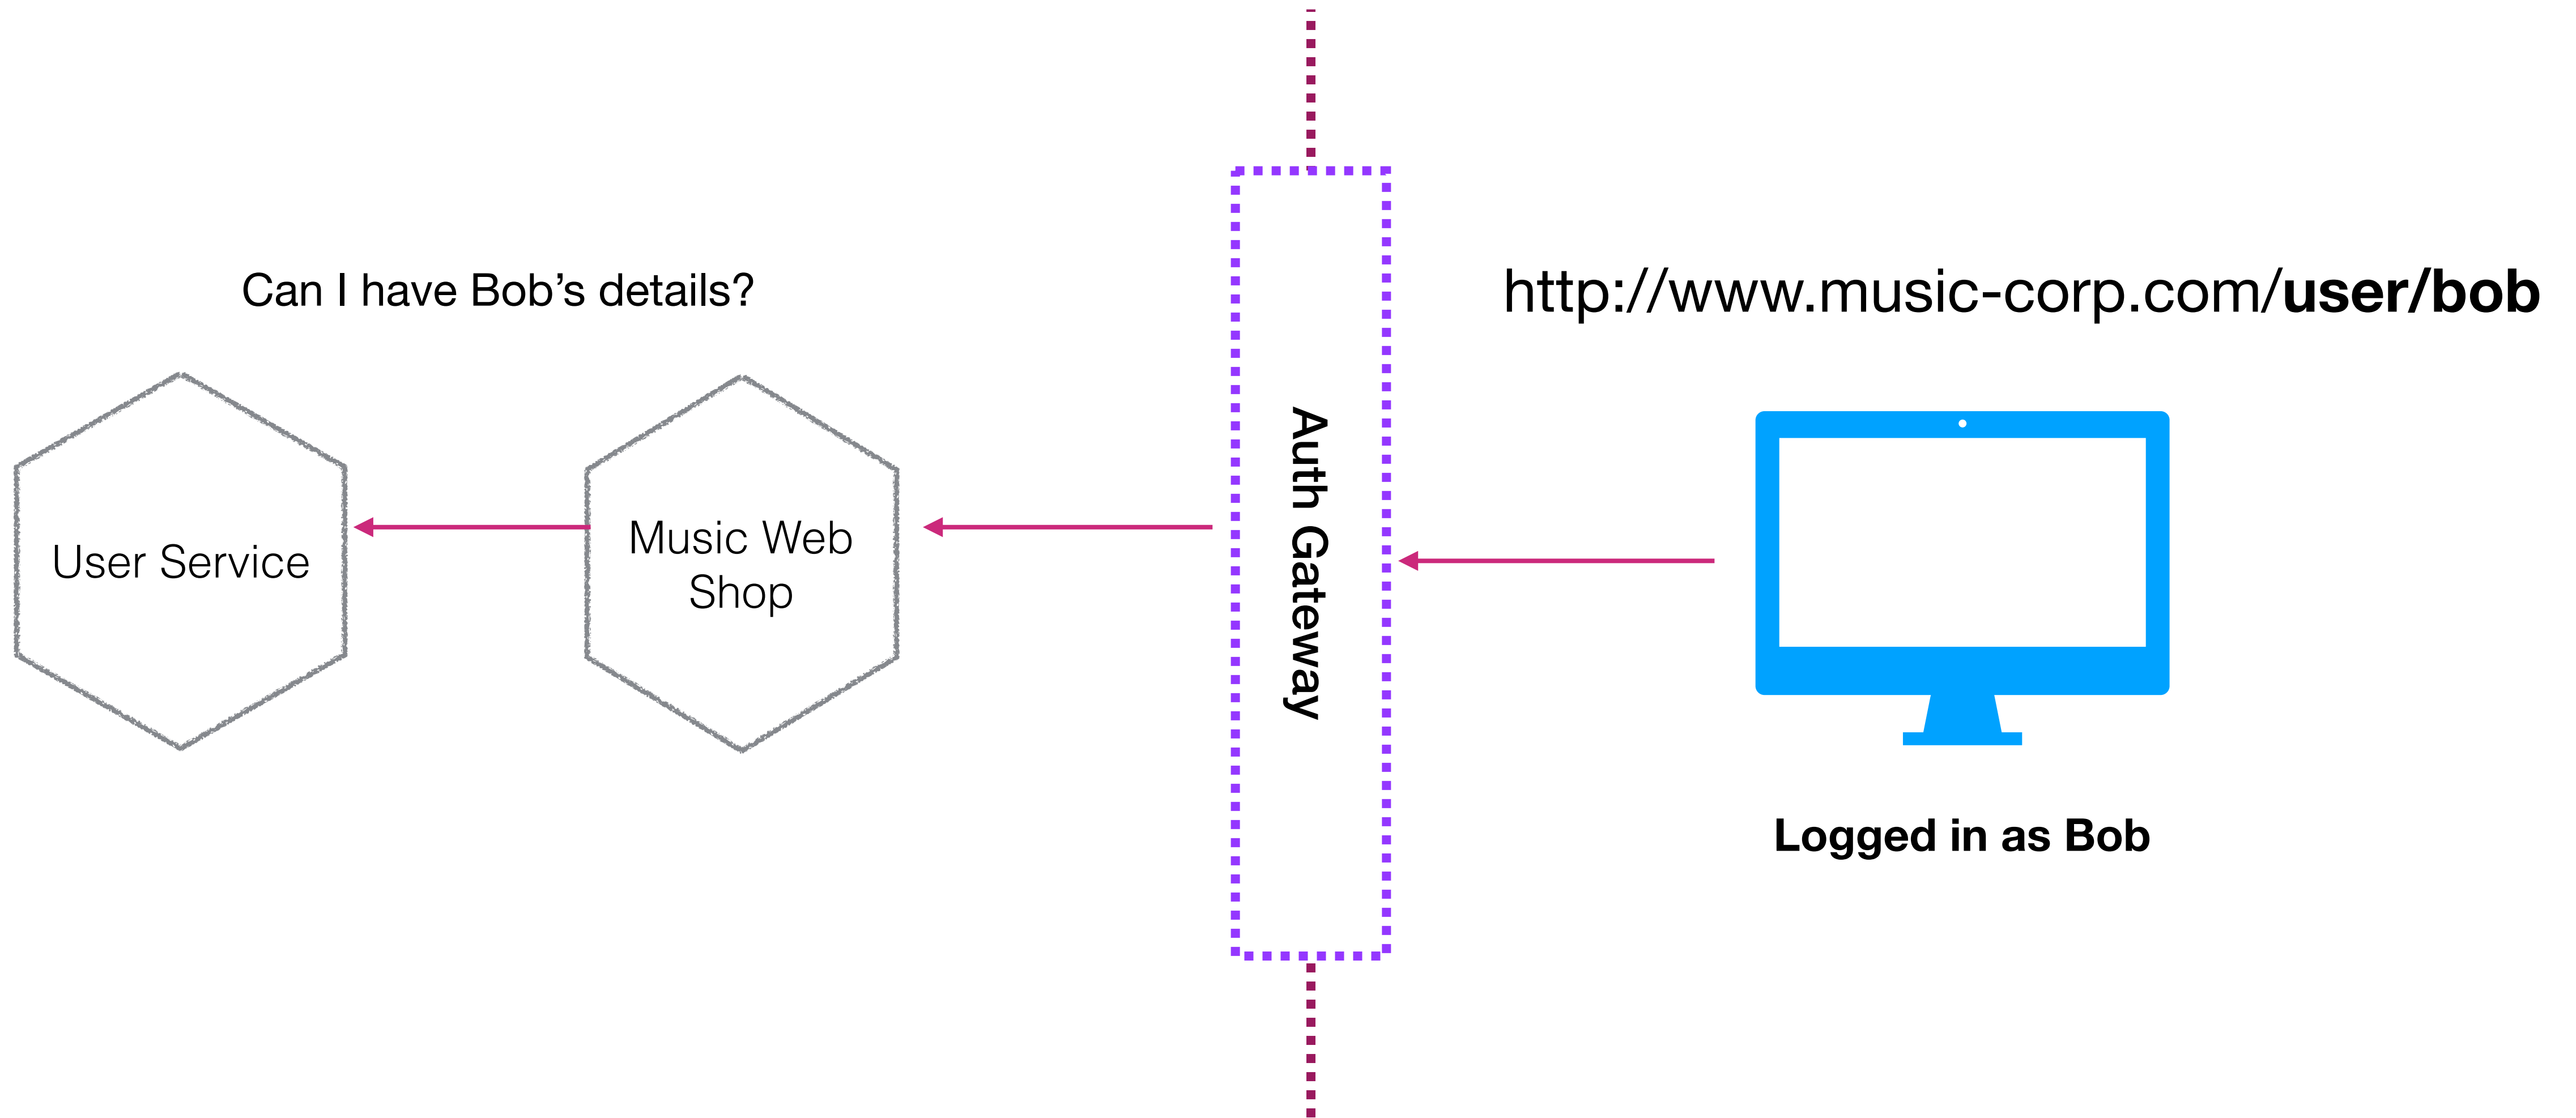 Can I have Bob’s details?
http://www.music-corp.com/user/bob
User Service
Music Web
Shop
Auth Gateway
Logged in as Bob